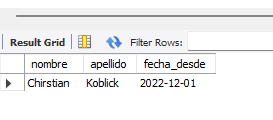 Result Grid Filter Rows:
nombre apellido fecha_desde
Chirstian Koblick 2022-12-01